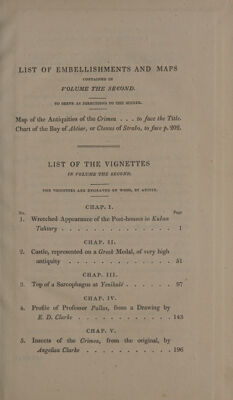 LIST OF EMBELLISHMENTS AND MAPS
CONTAINED IN
VOLUME THE SECOND.
TO SERVE AS DIRECTIONS TO THE BINDER.
Map of the Antiquities of the Crimea . . . to face the Title.
Chart of the Bay of Aktiar, or Ctenus of Strabo, to face p. 202.
LIST OF THE VIGNETTES
IN VOLUME THE SECOND;
THE VIGNETTES ARE ENGRAVED ON WOOD, BY AUSTIN.
CHAP. I.
No. Page
1. Wretched Appearance of the Post-houses in Kuban
Tahtary . . . . . . . . . . . . . . 1
CHAP. II.
2. Castle, represented on a Greek Medal, of very high
antiquity . . . . . . . . . . . . . 51
CHAP. III.
3. Top of a Sarcophagus at Yenikalé . . . . . . 97
CHAP. IV.
4. Profile of Professor Pallas, from a Drawing by
E. D. Clarke . . . . . . . . . . . 143
CHAP. V.
5. Insects of the Crimea, from the original, by
Angelica Clarke . . . . . . . . . . . 196